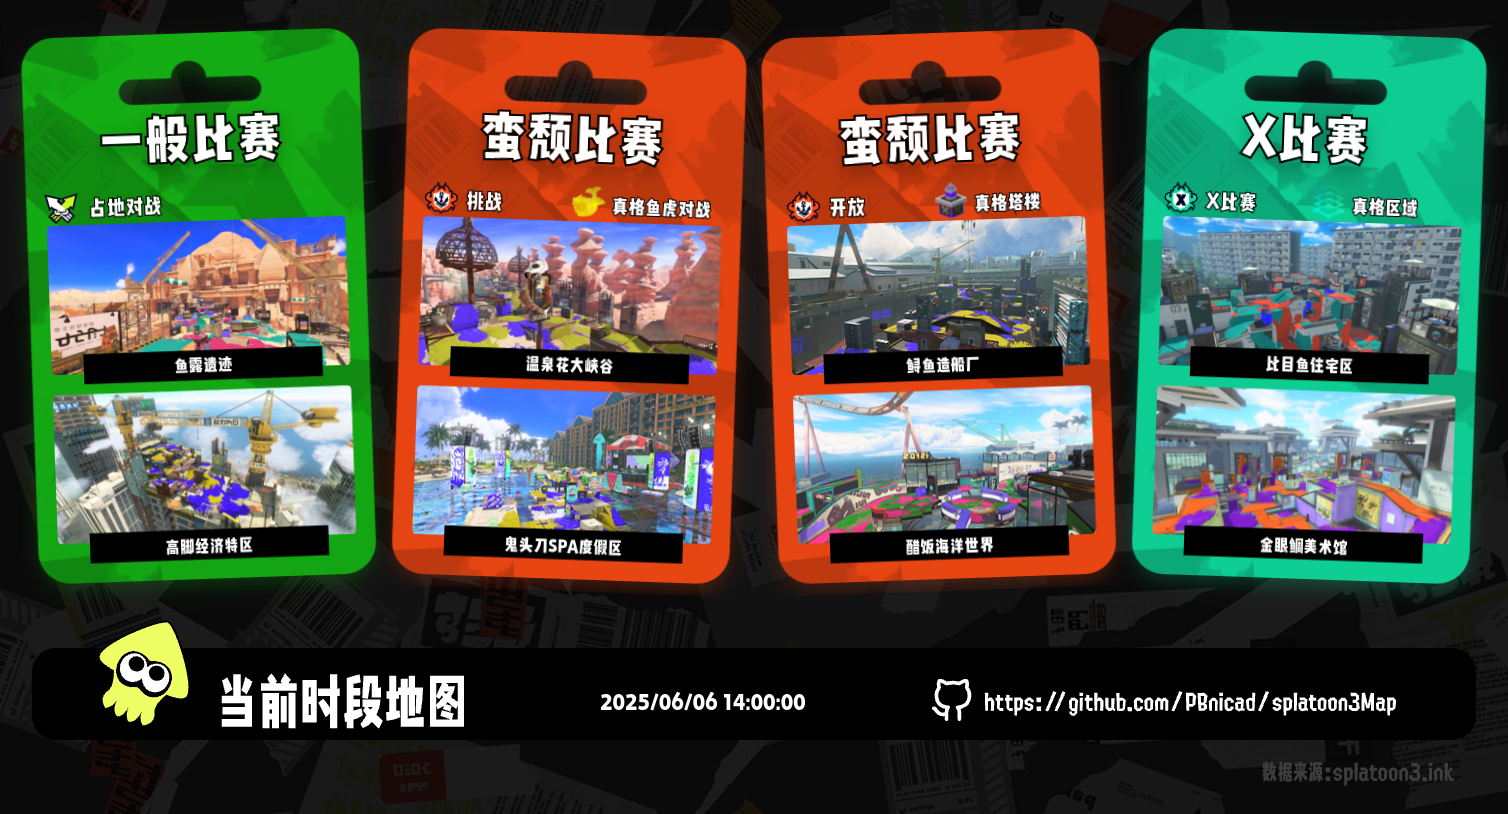 一般比赛
占地对战
鱼露遗迹
高脚经济特区
蛮颓比赛
挑战
真格鱼虎对战
温泉花大峡谷
鬼头刀SPA度假区
蛮颓比赛
开放
真格塔楼
鲟鱼造船厂
醋饭海洋世界
X比赛
X比赛
真格区域
比目鱼住宅区
金眼鲷美术馆
当前时段地图
2025/06/06 14:00:00
https://github.com/PBnicad/splatoon3Map
数据来源:splatoon3.ink